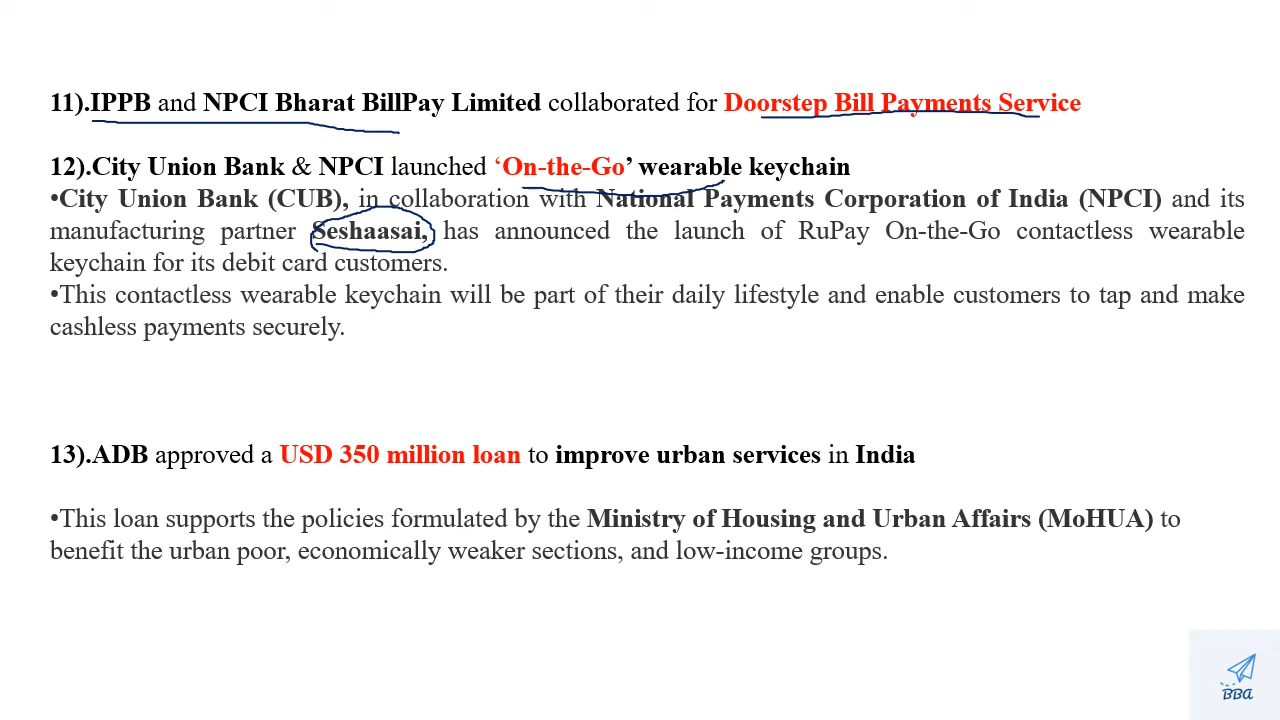 11).IPPB and NPCI Bharat BillPay Limited collaborated for Doorstep Bill Payments Service
12).City Union Bank & NPCI launched ‘On-the-Go’ wearable keychain
•City Union Bank (CUB), in collaboration with National Payments Corporation of India (NPCI) and its
manufacturing partner Seshaasai, has announced the launch of RuPay On-the-Go contactless wearable
keychain for its debit card customers.
•This contactless wearable keychain will be part of their daily lifestyle and enable customers to tap and make
cashless payments securely.
13).ADB approved a USD 350 million loan to improve urban services in India
•This loan supports the policies formulated by the Ministry of Housing and Urban Affairs (MoHUA) to
benefit the urban poor, economically weaker sections, and low-income groups.
BBA